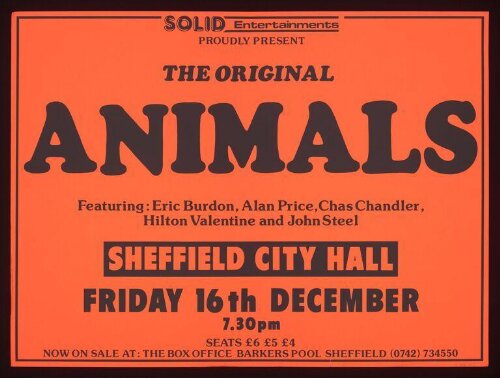 SOLID Entertainments
PROUDLY PRESENT
THE ORIGINAL
ANIMALS
Featuring: Eric Burdon, Alan Price, Chas Chandler,
Hilton Valentine and John Steel
SHEFFIELD CITY HALL
FRIDAY 16th DECEMBER
7.30pm
SEATS £6 £5 £4
NOW ON SALE AT: THE BOX OFFICE BARKERS POOL SHEFFIELD (0742) 734550